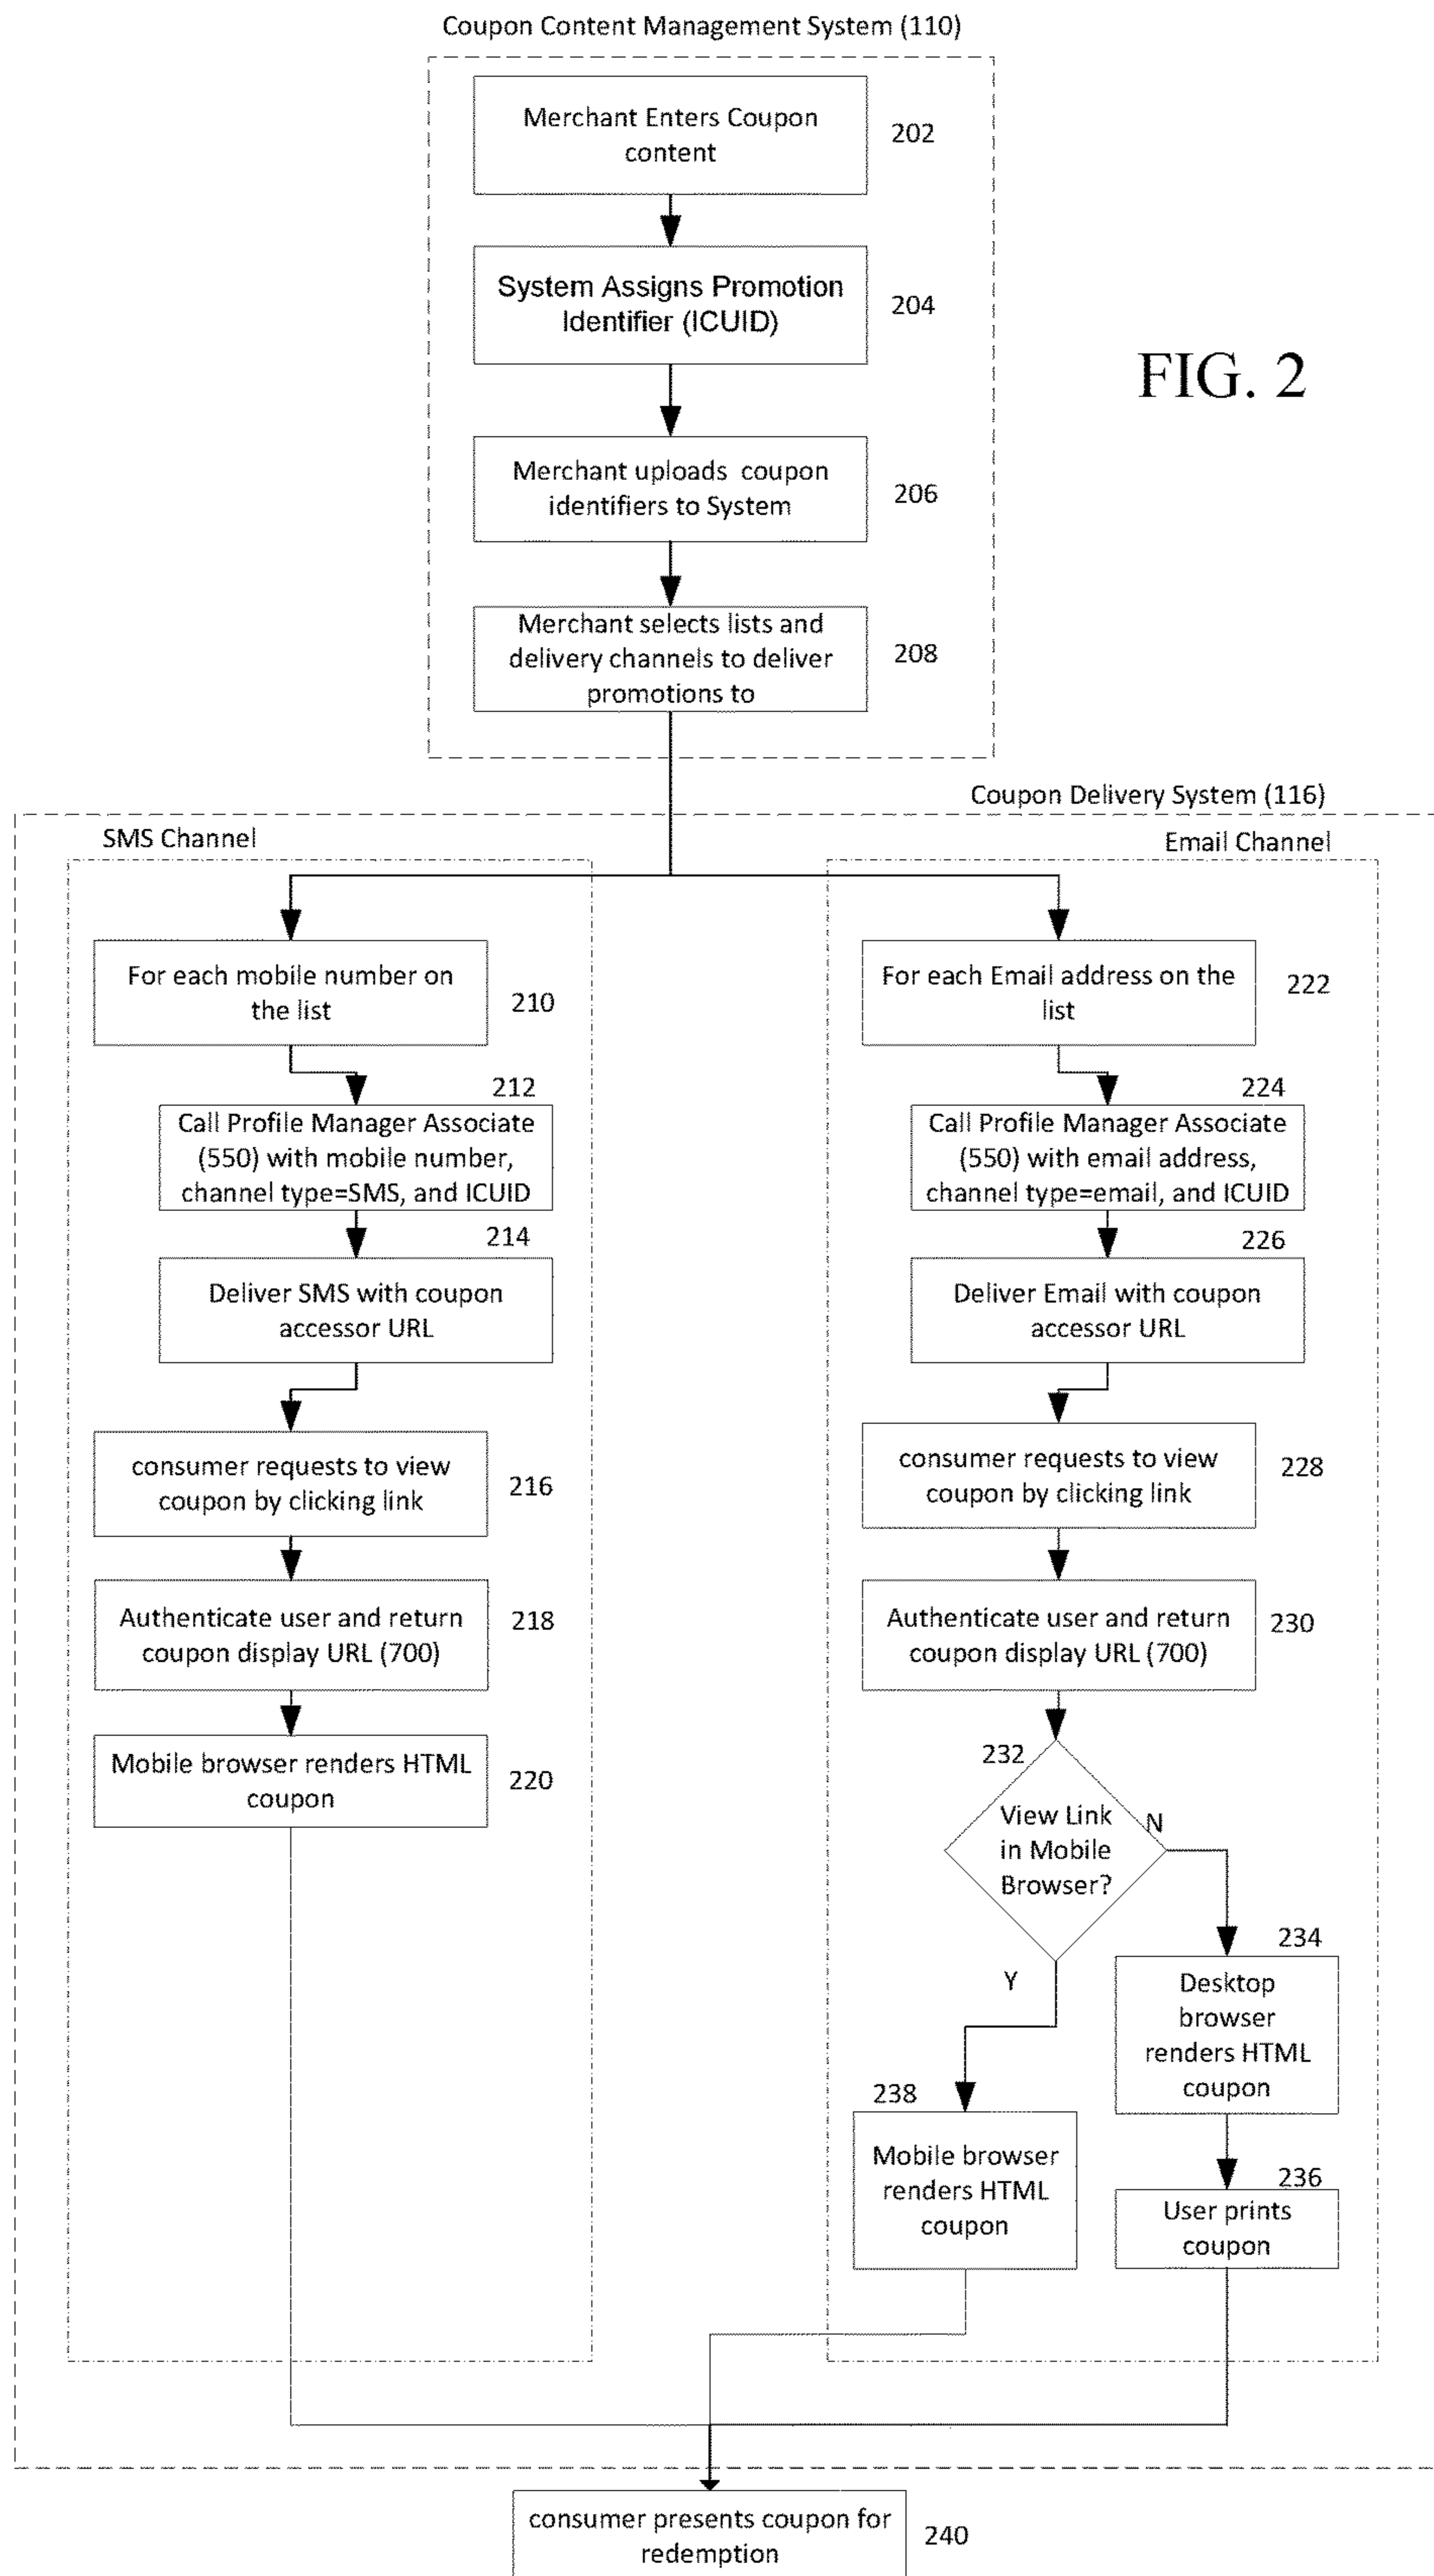 Coupon Content Management System (110)
Merchant Enters Coupon
content
202
System Assigns Promotion
Identifier (ICUID)
204
FIG. 2
Merchant uploads coupon
identifiers to System
206
Merchant selects lists and
delivery channels to deliver
promotions to
208
Coupon Delivery System (116)
SMS Channel
For each mobile number on
the list
210
212
Call Profile Manager Associate
(550) with mobile number,
channel type=SMS, and ICUID
214
Deliver SMS with coupon
accessor URL
consumer requests to view
coupon by clicking link
216
Authenticate user and return
coupon display URL (700)
218
Mobile browser renders HTML
coupon
220
Email Channel
For each Email address on the
list
222
224
Call Profile Manager Associate
(550) with email address,
channel type=email, and ICUID
226
Deliver Email with coupon
accessor URL
consumer requests to view
coupon by clicking link
228
Authenticate user and return
coupon display URL (700)
230
232
View Link
in Mobile
Browser?
N
Y
234
Desktop
browser
renders HTML
coupon
238
Mobile browser
renders HTML
coupon
236
User prints
coupon
consumer presents coupon for
redemption
240